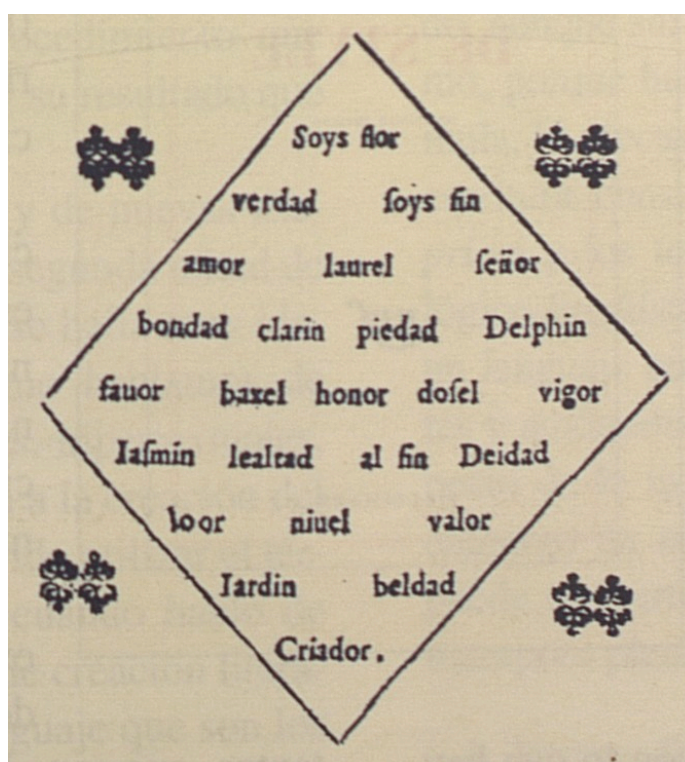 Soys flor
verdad soys fin
amor laurel señor
bondad clarin piedad Delphin
fauor baxel honor dosel vigor
Iasmin lealtad al fin Deidad
loor niuel valor
Iardin beldad
Criador.